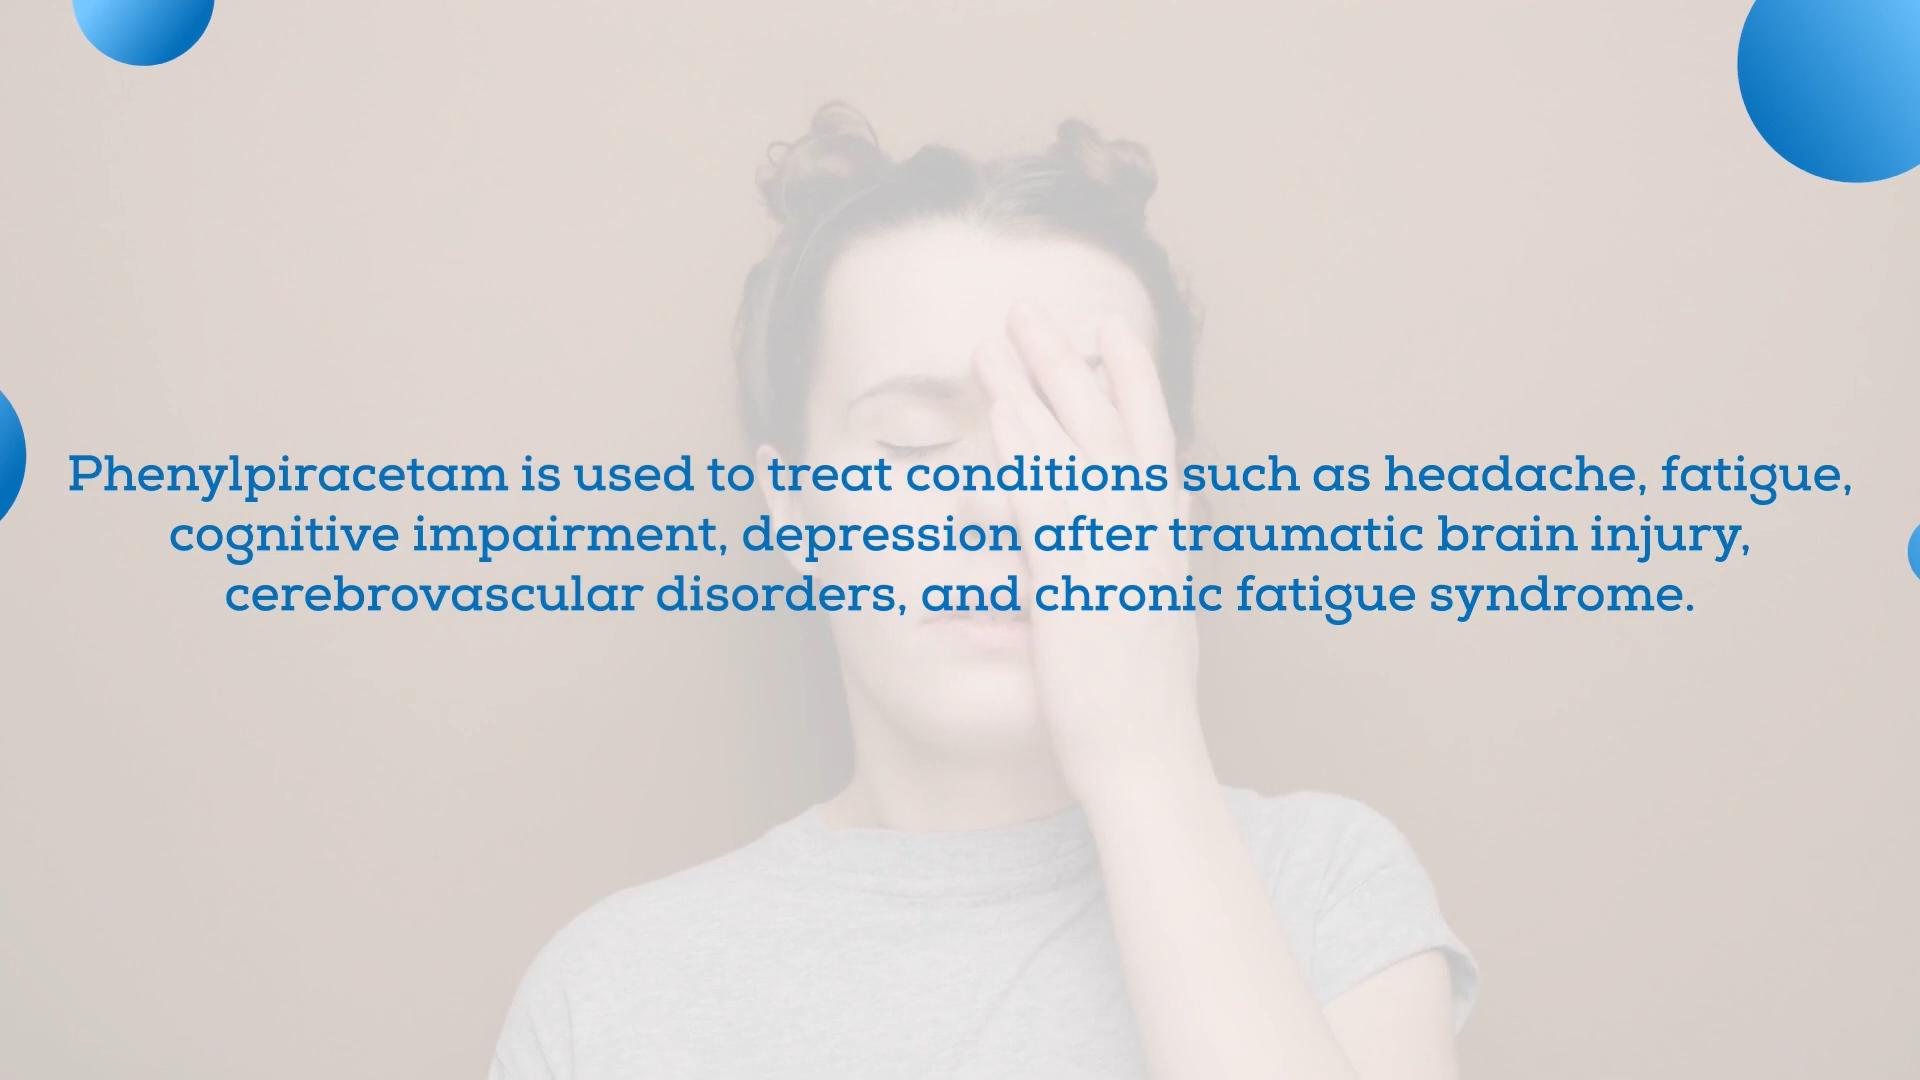 Phenylpiracetam is used to treat conditions such as headache, fatigue,
cognitive impairment, depression after traumatic brain injury,
cerebrovascular disorders, and chronic fatigue syndrome.